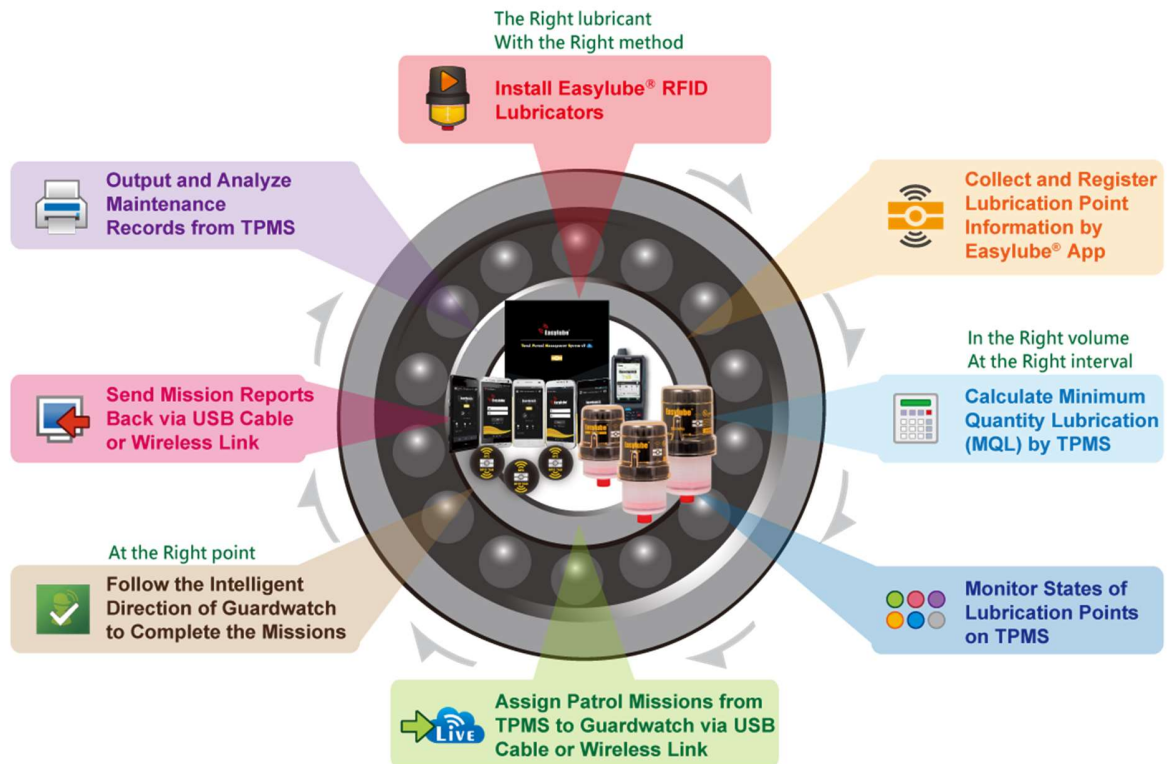 The Right lubricant
With the Right method
Install Easylube® RFID
Lubricators
Collect and Register
Lubrication Point
Information by
Easylube® App
In the Right volume
At the Right interval
Calculate Minimum
Quantity Lubrication
(MQL) by TPMS
Monitor States of
Lubrication Points
on TPMS
Assign Patrol Missions from
TPMS to Guardwatch via USB
Cable or Wireless Link
LIVE
At the Right point
Follow the Intelligent
Direction of Guardwatch
to Complete the Missions
Send Mission Reports
Back via USB Cable
or Wireless Link
Output and Analyze
Maintenance
Records from TPMS
Easylube
Easylube